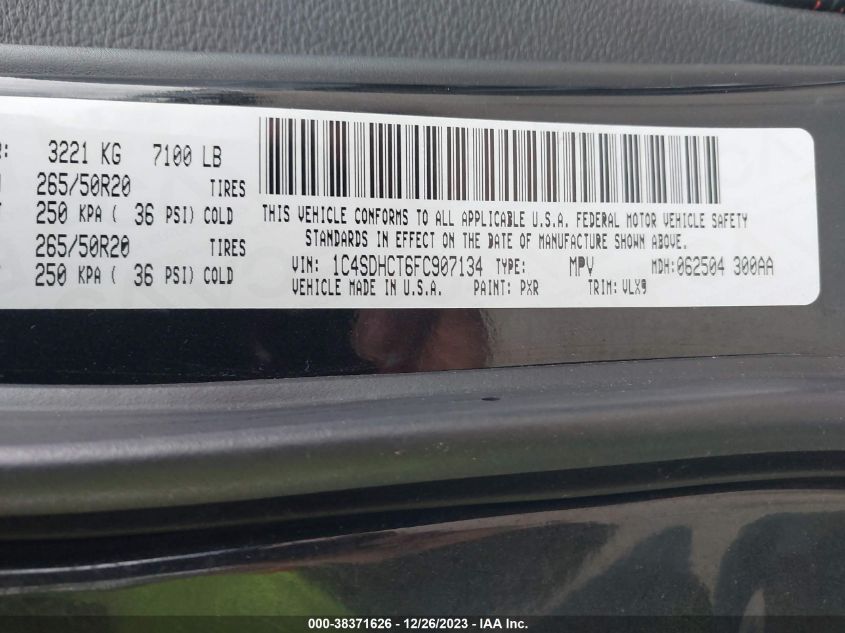 R: 3221 KG 7100 LB
265/50R20 TIRES
250 KPA ( 36 PSI) COLD
265/50R20 TIRES
250 KPA ( 36 PSI) COLD
THIS VEHICLE CONFORMS TO ALL APPLICABLE U.S.A. FEDERAL MOTOR VEHICLE SAFETY
STANDARDS IN EFFECT ON THE DATE OF MANUFACTURE SHOWN ABOVE.
VIN: 1C4SDHCT6FC907134 TYPE: MPV MDH:062504 300AA
VEHICLE MADE IN U.S.A. PAINT: PXR TRIM: VLX9
000-38371626 - 12/26/2023 - IAA Inc.